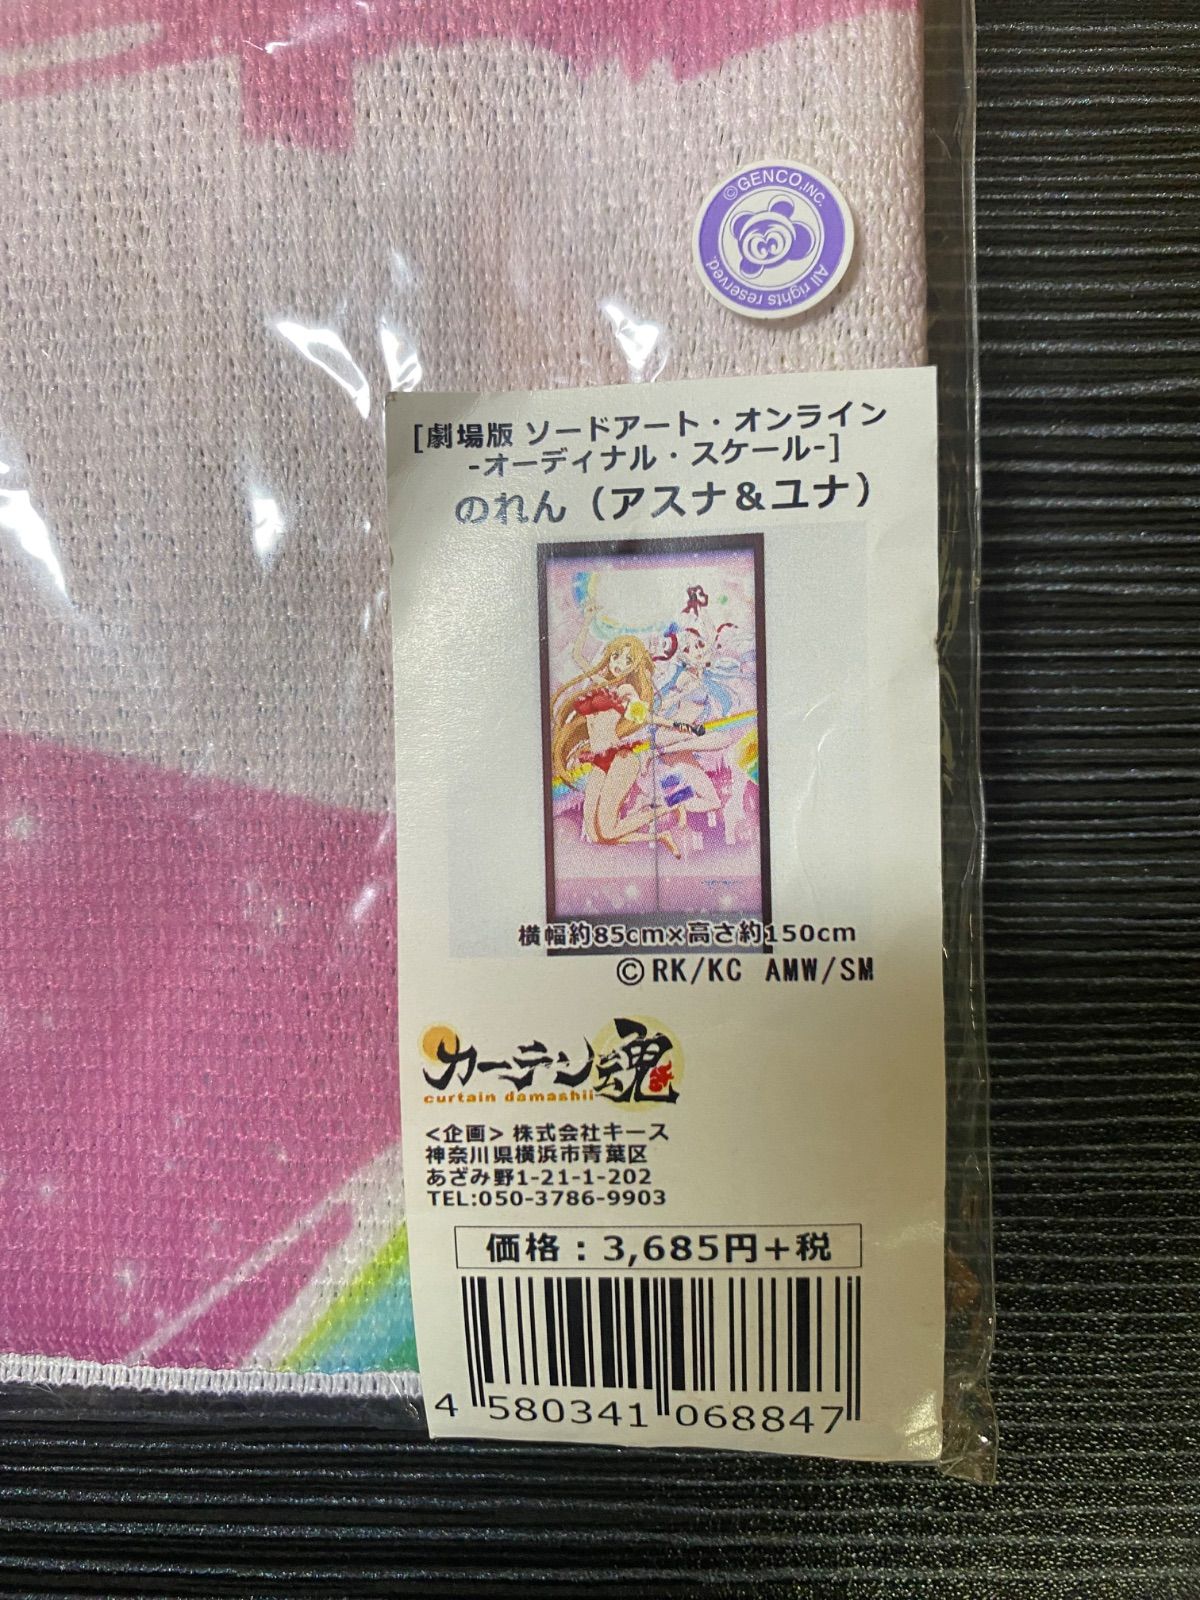 ©GENCO,INC.
All rights reserved.
[劇場版 ソードアート・オンライン
-オーディナル・スケール-]
のれん（アスナ＆ユナ）
横幅約85cm×高さ約150cm
©RK/KC AMW/SM
カーテン魂
curtain damashii
<企画> 株式会社キース
神奈川県横浜市青葉区
あざみ野1-21-1-202
TEL:050-3786-9903
価格：3,685円+税
4 580341 068847